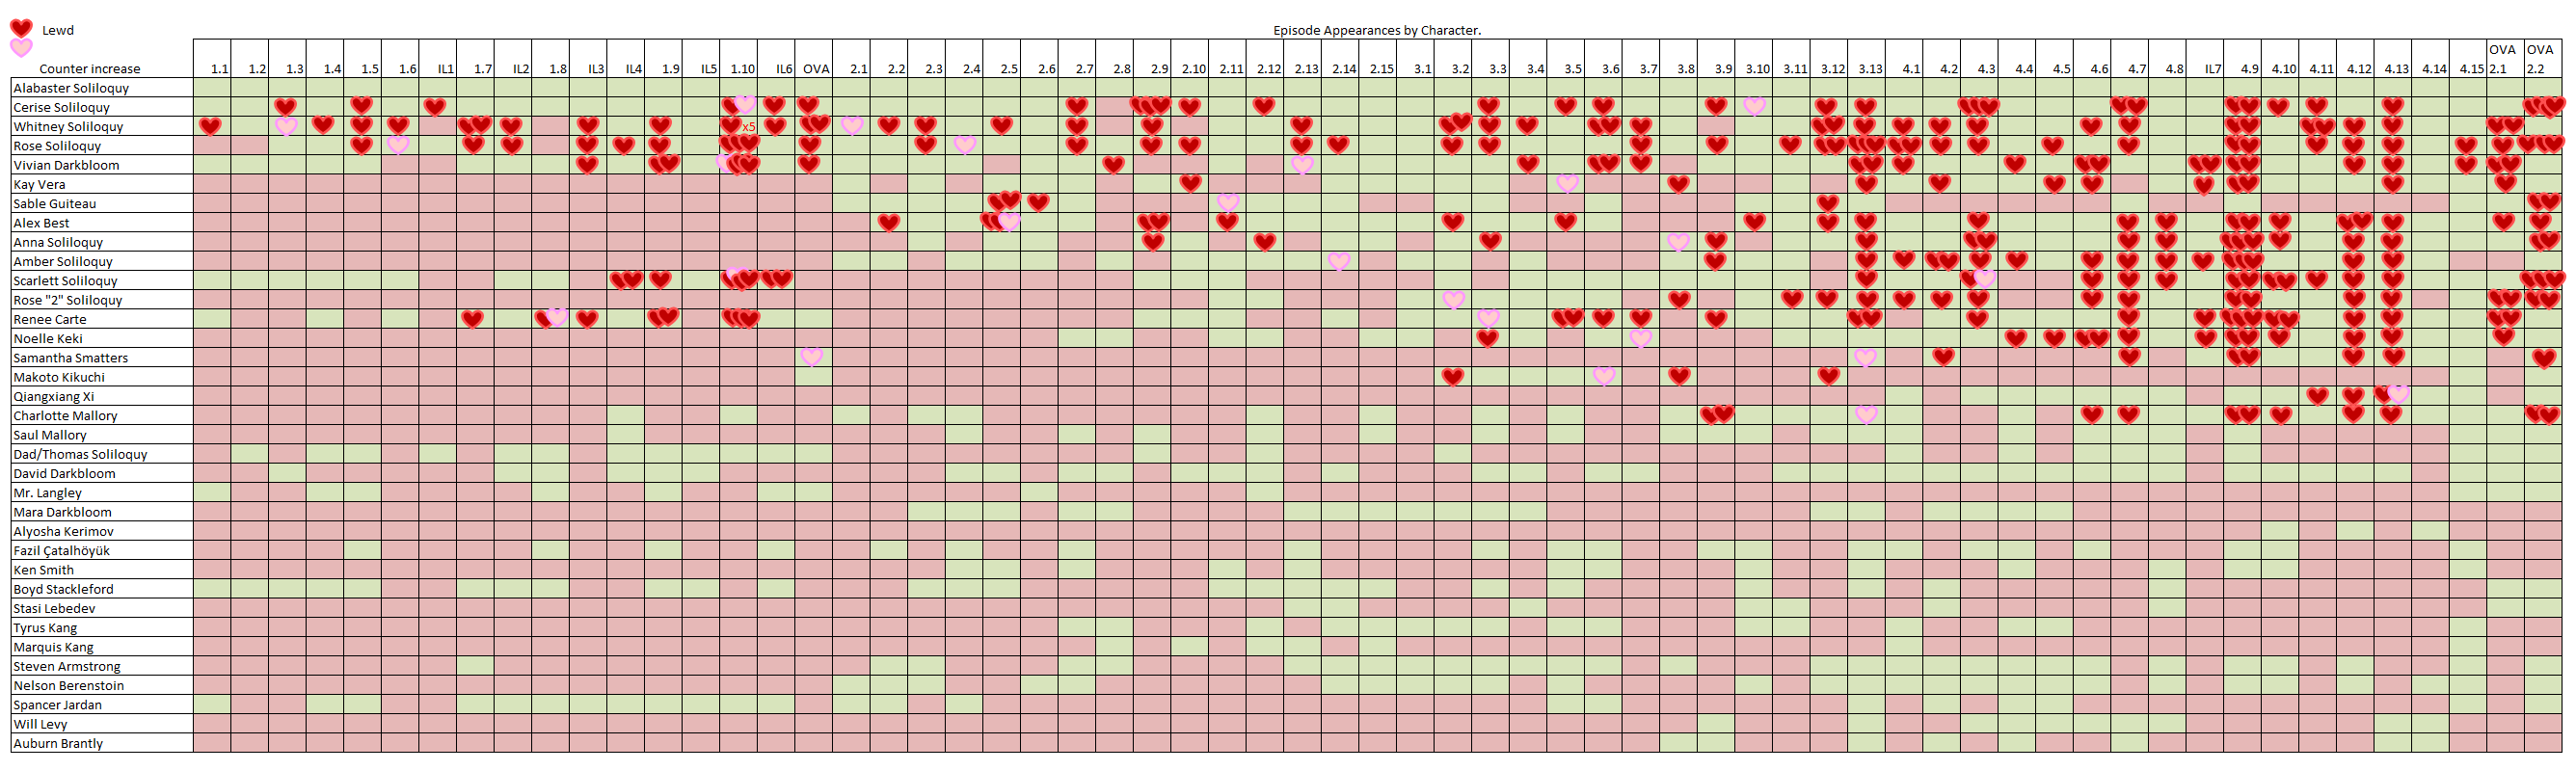 Lewd
Episode Appearances by Character.
OVA OVA
Counter increase 1.1 1.2 1.3 1.4 1.5 1.6 IL1 1.7 IL2 1.8 IL3 IL4 1.9 IL5 1.10 IL6 OVA 2.1 2.2 2.3 2.4 2.5 2.6 2.7 2.8 2.9 2.10 2.11 2.12 2.13 2.14 2.15 3.1 3.2 3.3 3.4 3.5 3.6 3.7 3.8 3.9 3.10 3.11 3.12 3.13 4.1 4.2 4.3 4.4 4.5 4.6 4.7 4.8 IL7 4.9 4.10 4.11 4.12 4.13 4.14 4.15 2.1 2.2
Alabaster Soliloquy
Cerise Soliloquy
Whitney Soliloquy x5
Rose Soliloquy
Vivian Darkbloom
Kay Vera
Sable Guiteau
Alex Best
Anna Soliloquy
Amber Soliloquy
Scarlett Soliloquy
Rose "2" Soliloquy
Renee Carte
Noelle Keki
Samantha Smatters
Makoto Kikuchi
Qiangxiang Xi
Charlotte Mallory
Saul Mallory
Dad/Thomas Soliloquy
David Darkbloom
Mr. Langley
Mara Darkbloom
Alyosha Kerimov
Fazil Çatalhöyük
Ken Smith
Boyd Stackleford
Stasi Lebedev
Tyrus Kang
Marquis Kang
Steven Armstrong
Nelson Berenstoin
Spancer Jardan
Will Levy
Auburn Brantly